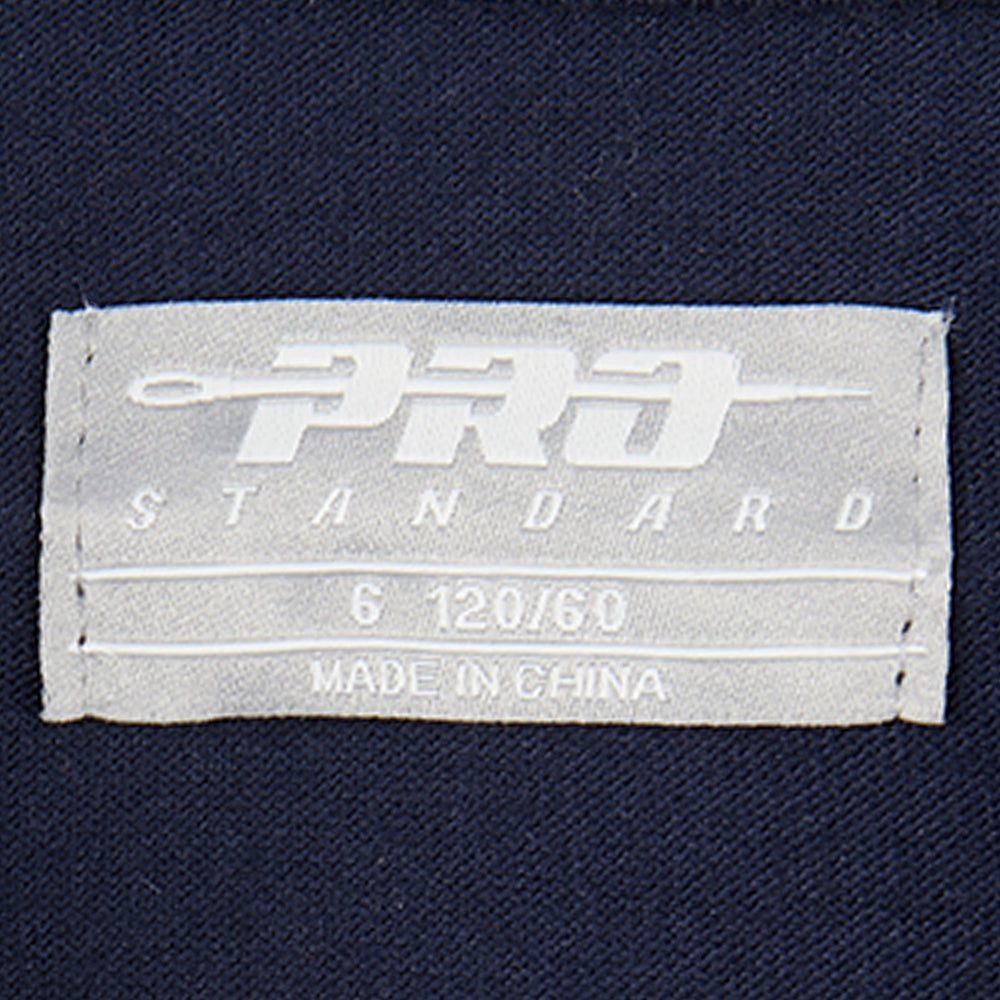 PRO
STANDARD
6 120/60
MADE IN CHINA